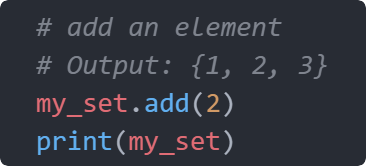 # add an element
# Output: {1, 2, 3}
my_set.add(2)
print(my_set)